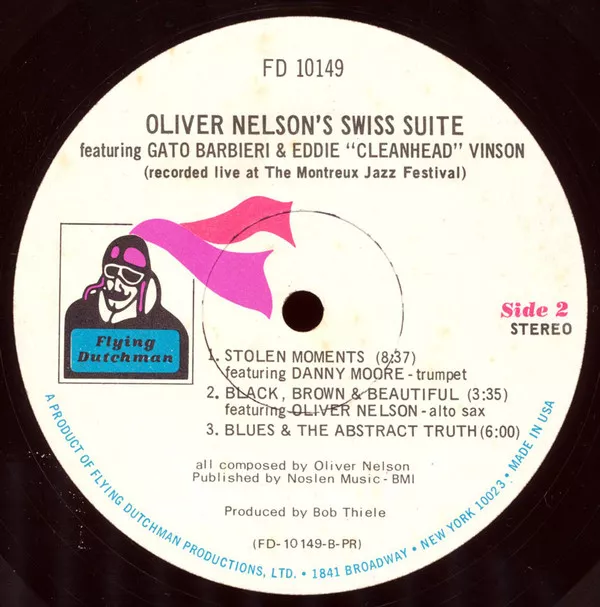 FD 10149
OLIVER NELSON'S SWISS SUITE
featuring GATO BARBIERI & EDDIE "CLEANHEAD" VINSON
(recorded live at The Montreux Jazz Festival)
Side 2
STEREO
Flying
Dutchman
1. STOLEN MOMENTS (8:37)
featuring DANNY MOORE - trumpet
2. BLACK, BROWN & BEAUTIFUL (3:35)
featuring OLIVER NELSON - alto sax
3. BLUES & THE ABSTRACT TRUTH (6:00)
all composed by Oliver Nelson
Published by Noslen Music - BMI
Produced by Bob Thiele
(FD-10149-B-PR)
A PRODUCT OF FLYING DUTCHMAN PRODUCTIONS, LTD. • 1841 BROADWAY • NEW YORK 10023 • MADE IN USA